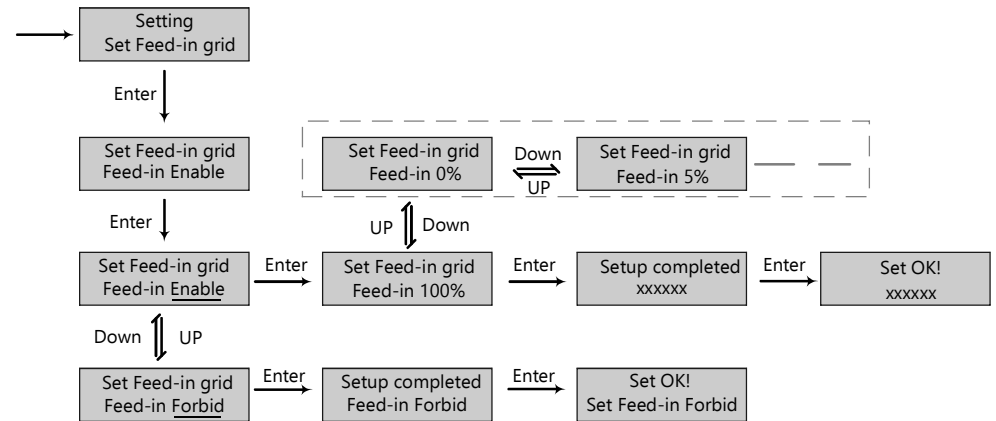 Setting
Set Feed-in grid
Enter
Set Feed-in grid
Feed-in Enable
Set Feed-in grid
Feed-in 0%
Down
UP
Set Feed-in grid
Feed-in 5%
Enter
UP
Down
Set Feed-in grid
Feed-in Enable
Enter
Set Feed-in grid
Feed-in 100%
Enter
Setup completed
xxxxxx
Enter
Set OK!
xxxxxx
Down
UP
Set Feed-in grid
Feed-in Forbid
Enter
Setup completed
Feed-in Forbid
Enter
Set OK!
Set Feed-in Forbid